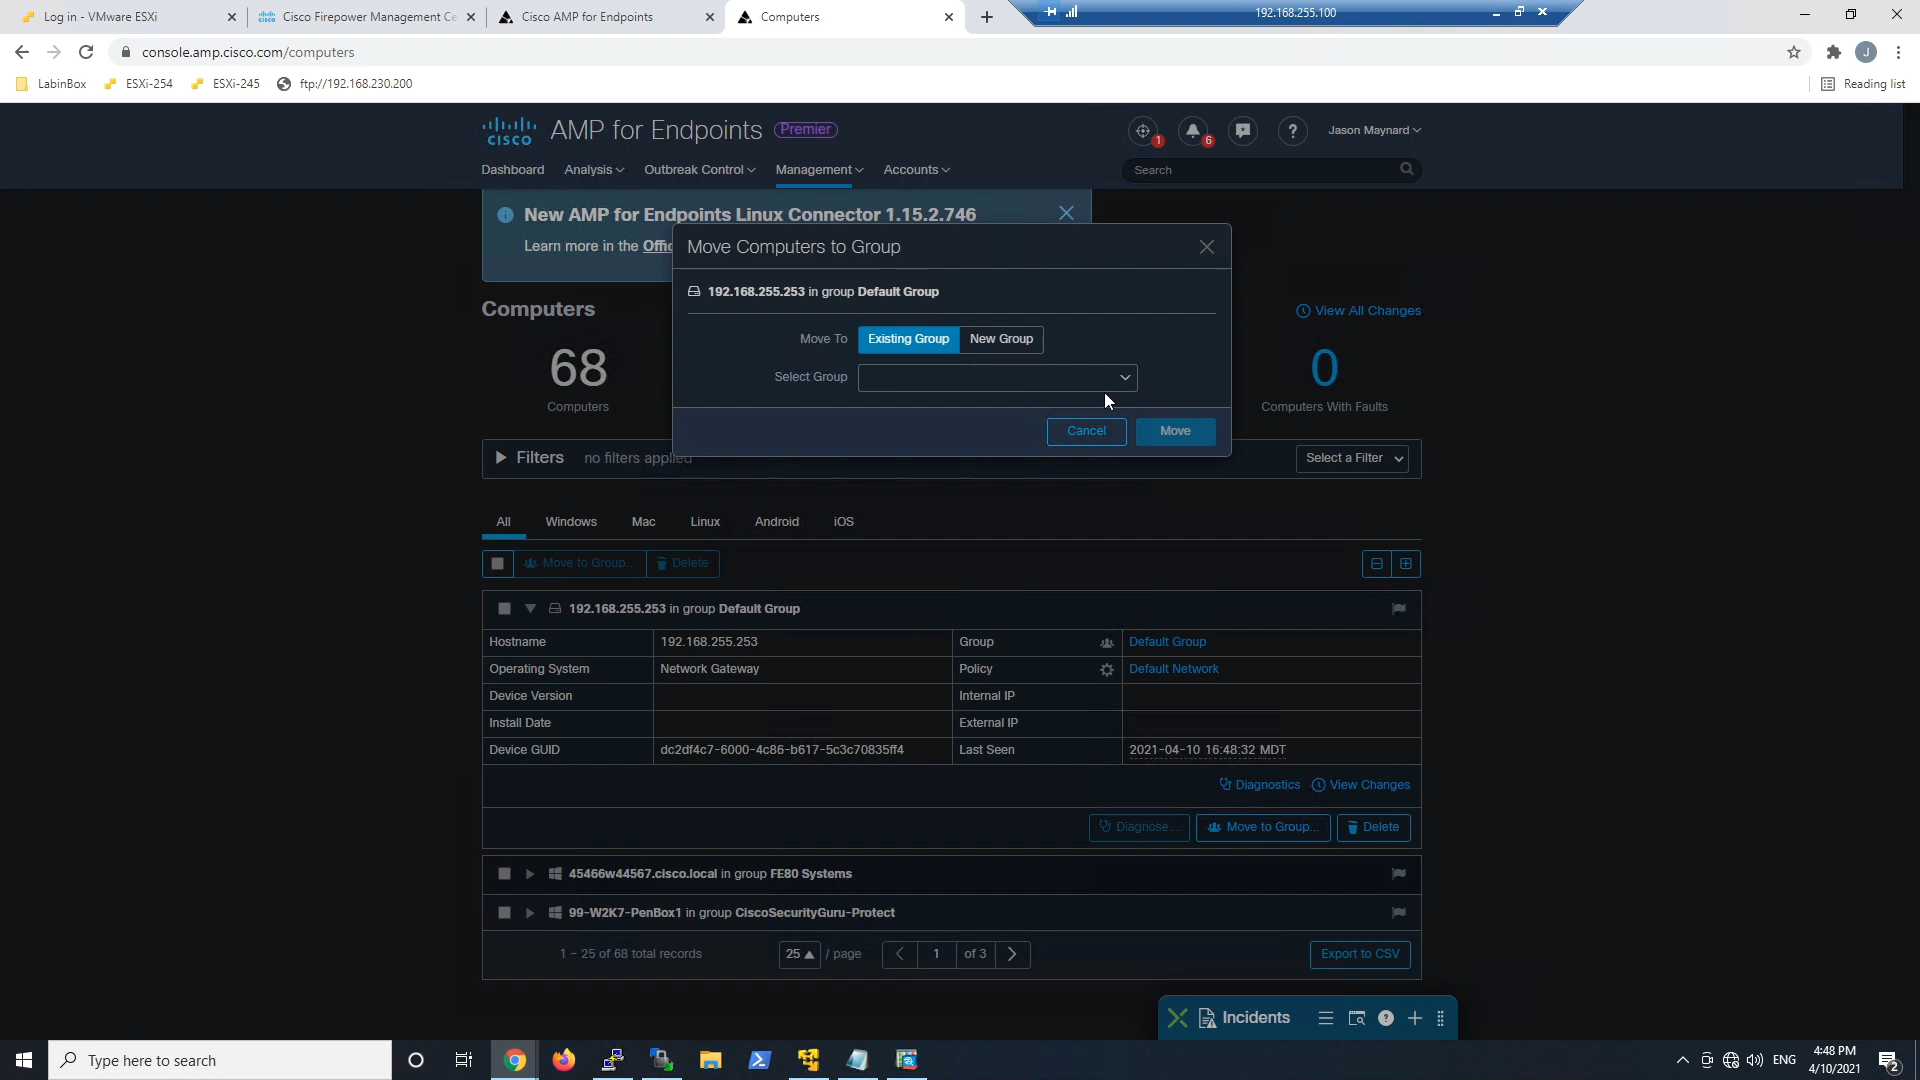 Log in - VMware ESXi
Cisco Firepower Management Ce
Cisco AMP for Endpoints
Computers
192.168.255.100
console.amp.cisco.com/computers
J
LabinBox
ESXi-254
ESXi-245
ftp://192.168.230.200
Reading list
CISCO
AMP for Endpoints
Premier
1
6
?
Jason Maynard
Dashboard
Analysis
Outbreak Control
Management
Accounts
Search
New AMP for Endpoints Linux Connector 1.15.2.746
Learn more in the Offic
Move Computers to Group
192.168.255.253 in group Default Group
Move To
Existing Group
New Group
Select Group
Cancel
Move
Computers
View All Changes
68
Computers
0
Computers With Faults
Filters
no filters applied
Select a Filter
All
Windows
Mac
Linux
Android
iOS
Move to Group...
Delete
192.168.255.253 in group Default Group
Hostname
192.168.255.253
Group
Default Group
Operating System
Network Gateway
Policy
Default Network
Device Version
Internal IP
Install Date
External IP
Device GUID
dc2df4c7-6000-4c86-b617-5c3c70835ff4
Last Seen
2021-04-10 16:48:32 MDT
Diagnostics
View Changes
Diagnose...
Move to Group...
Delete
45466w44567.cisco.local in group FE80 Systems
99-W2K7-PenBox1 in group CiscoSecurityGuru-Protect
1 - 25 of 68 total records
25
/ page
1
of 3
Export to CSV
Incidents
?
Type here to search
ENG
4:48 PM
4/10/2021
2